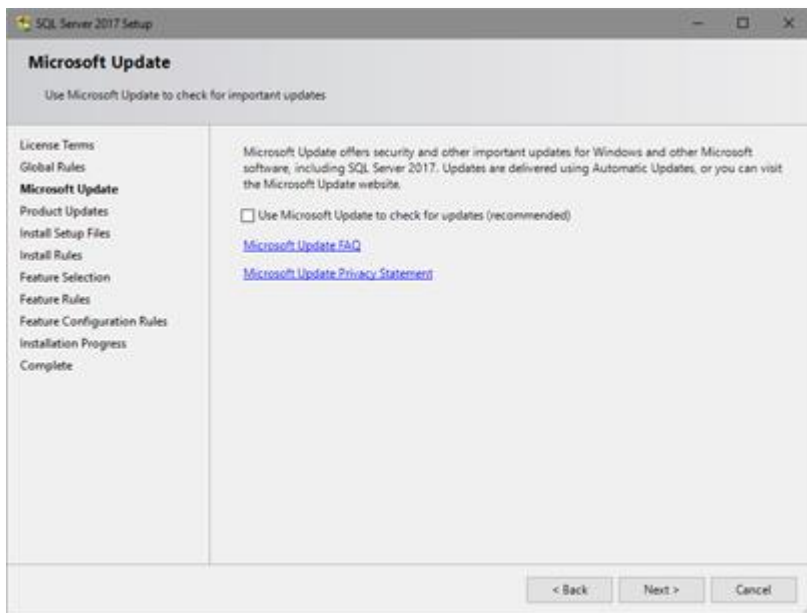 SQL Server 2017 Setup
Microsoft Update
Use Microsoft Update to check for important updates
License Terms
Global Rules
Microsoft Update
Product Updates
Install Setup Files
Install Rules
Feature Selection
Feature Rules
Feature Configuration Rules
Installation Progress
Complete
Microsoft Update offers security and other important updates for Windows and other Microsoft
software, including SQL Server 2017. Updates are delivered using Automatic Updates, or you can visit
the Microsoft Update website.
Use Microsoft Update to check for updates (recommended)
Microsoft Update FAQ
Microsoft Update Privacy Statement
< Back
Next >
Cancel